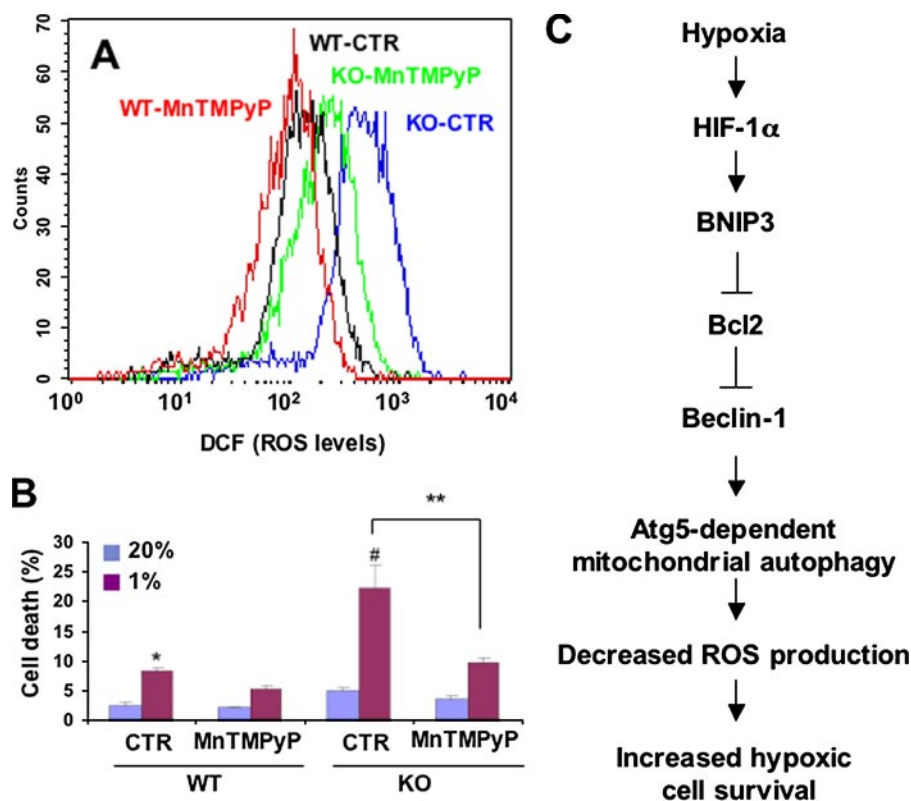 A
70
60
50
40
30
20
10
0
Counts
WT-CTR
KO-MnTMPyP
WT-MnTMPyP
KO-CTR
10⁰ 10¹ 10² 10³ 10⁴
DCF (ROS levels)
B
**
20%
1%
30
25
20
15
10
5
0
Cell death (%)
*
#
CTR MnTMPyP CTR MnTMPyP
WT KO
C
Hypoxia
HIF-1α
BNIP3
Bcl2
Beclin-1
Atg5-dependent
mitochondrial autophagy
Decreased ROS production
Increased hypoxic
cell survival